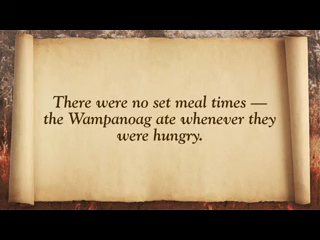 There were no set meal times —
the Wampanoag ate whenever they
were hungry.